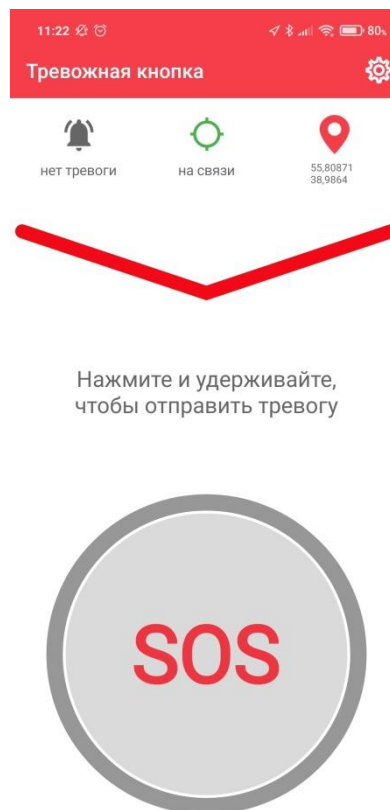 11:22 80%
Тревожная кнопка
нет тревоги
на связи
55,80871
38,9864
Нажмите и удерживайте,
чтобы отправить тревогу
SOS